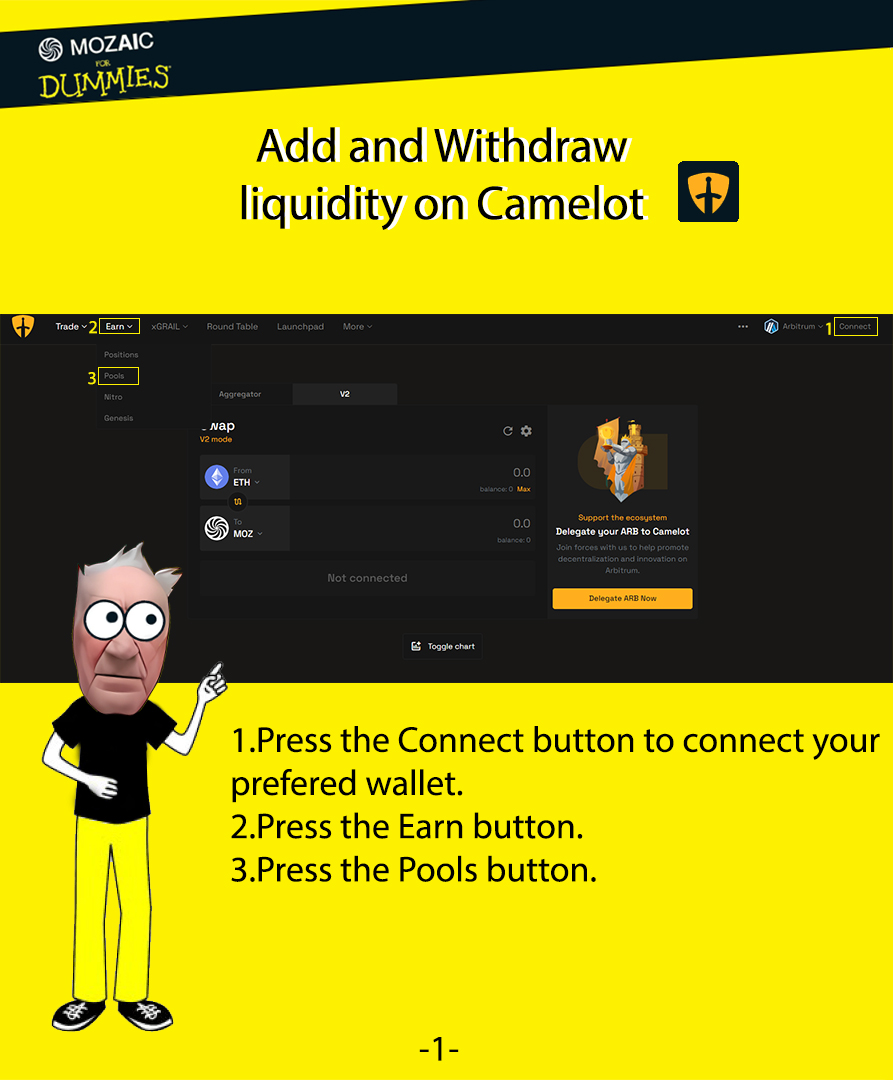 MOZAIC
FOR
DUMMIES
Add and Withdraw
liquidity on Camelot
Trade 2 Earn xGRAIL Round Table Launchpad More Arbitrum 1 Connect
Positions
3 Pools
Nitro
Genesis
Aggregator V2
wap
V2 mode
From
ETH
0.0
balance: 0 Max
To
MOZ
0.0
balance: 0
Not connected
Support the ecosystem
Delegate your ARB to Camelot
Join forces with us to help promote
decentralization and innovation on
Arbitrum.
Delegate ARB Now
Toggle chart
1.Press the Connect button to connect your
prefered wallet.
2.Press the Earn button.
3.Press the Pools button.
-1-